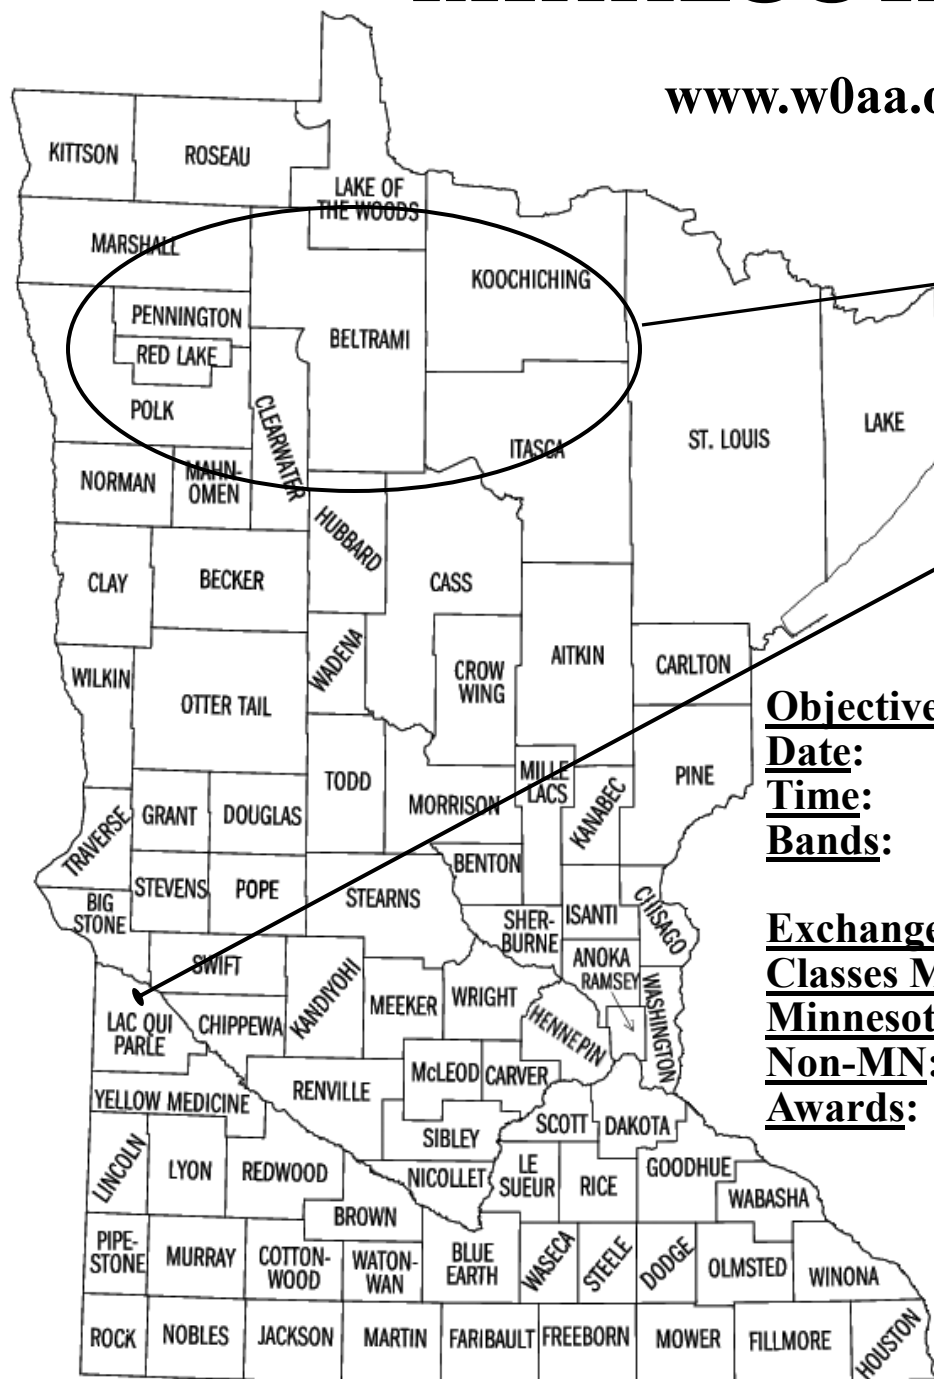 www.w0aa.o
KITTSON
ROSEAU
LAKE OF
THE WOODS
MARSHALL
KOOCHICHING
PENNINGTON
RED LAKE
BELTRAMI
POLK
CLEARWATER
ITASCA
ST. LOUIS
LAKE
NORMAN
MAHN-
OMEN
HUBBARD
CLAY
BECKER
CASS
WADENA
AITKIN
CARLTON
WILKIN
CROW
WING
OTTER TAIL
Objective
Date:
Time:
Bands:
TODD
MILLE
LACS
PINE
GRANT
DOUGLAS
MORRISON
KANABEC
TRAVERSE
BENTON
STEVENS
POPE
STEARNS
BIG
STONE
SHER-
BURNE
ISANTI
CHISAGO
Exchange
Classes M
Minnesot
Non-MN:
Awards:
SWIFT
KANDIYOHI
ANOKA
RAMSEY
WASHINGTON
MEEKER
WRIGHT
LAC QUI
PARLE
CHIPPEWA
HENNEPIN
McLEOD
CARVER
RENVILLE
YELLOW MEDICINE
SCOTT
DAKOTA
SIBLEY
LINCOLN
LYON
REDWOOD
NICOLLET
LE
SUEUR
RICE
GOODHUE
WABASHA
BROWN
PIPE-
STONE
MURRAY
COTTON-
WOOD
WATON-
WAN
BLUE
EARTH
WASECA
STEELE
DODGE
OLMSTED
WINONA
ROCK
NOBLES
JACKSON
MARTIN
FARIBAULT
FREEBORN
MOWER
FILLMORE
HOUSTON